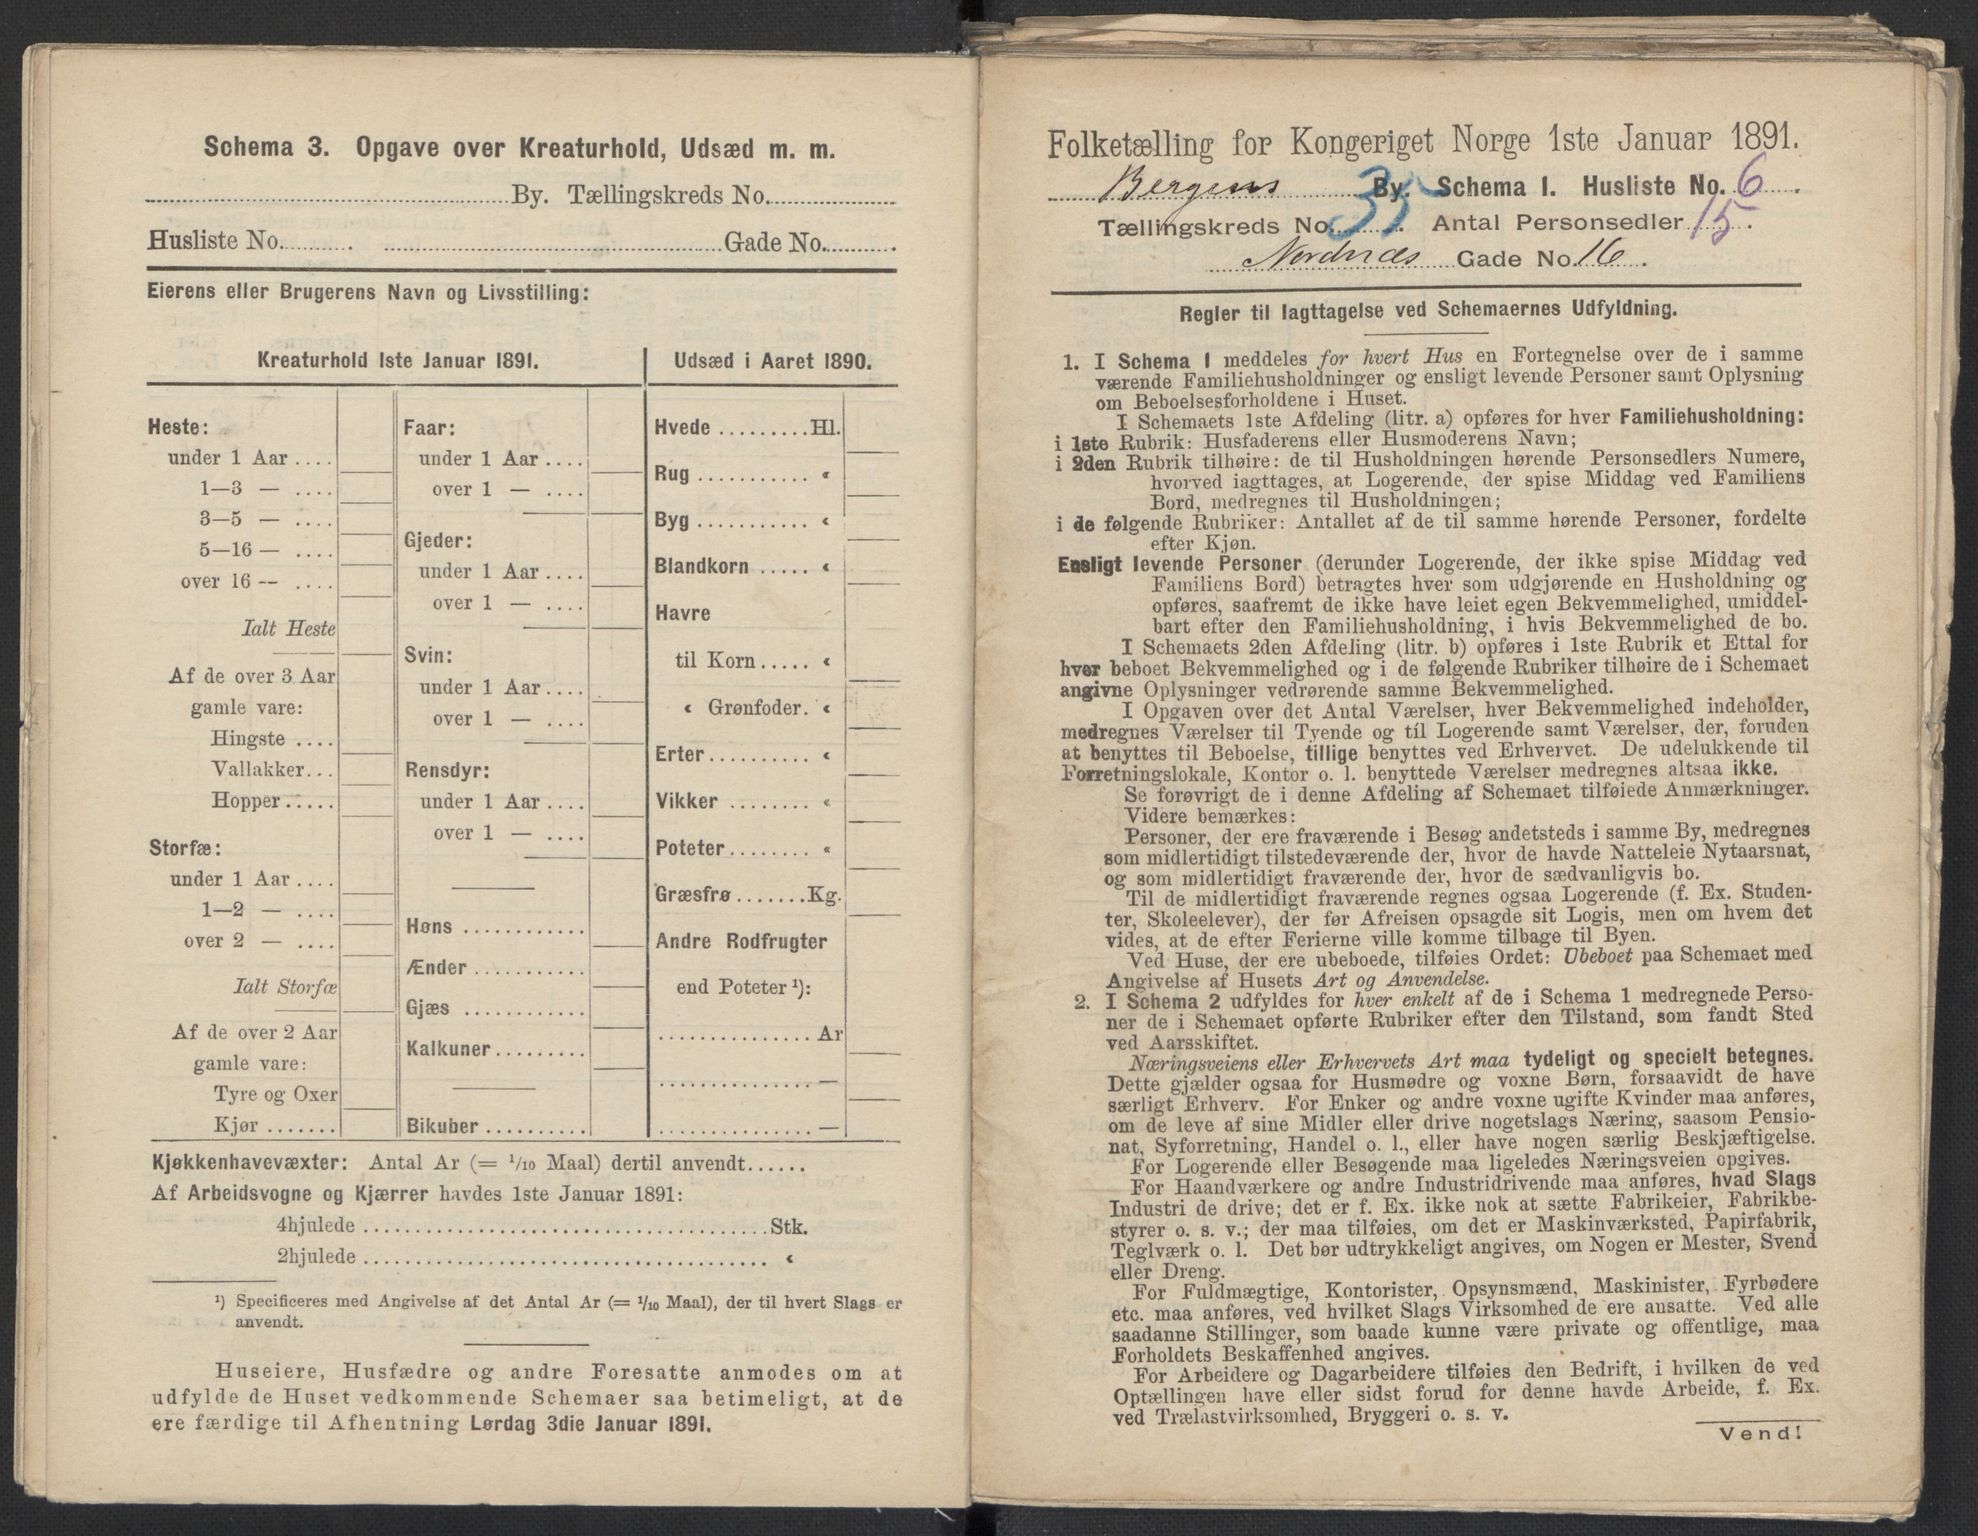 Schema 3. Opgave over Kreaturhold, Udsæd m. m.
By. Tællingskreds No.
Husliste No. Gade No.
Eierens eller Brugerens Navn og Livsstilling:
Kreaturhold 1ste Januar 1891.
Heste:
under 1 Aar ....
1—3 — ....
3—5 — ....
5—16 — ....
over 16 — ....
Ialt Heste
Af de over 3 Aar
gamle vare:
Hingste ....
Vallakker...
Hopper.....
Storfæ:
under 1 Aar ....
1—2 — ....
over 2 — ....
Ialt Storfæ
Af de over 2 Aar
gamle vare:
Tyre og Oxer
Kjør .......
Faar:
under 1 Aar ....
over 1 — ....
Gjeder:
under 1 Aar ....
over 1 — ....
Svin:
under 1 Aar ....
over 1 — ....
Rensdyr:
under 1 Aar ....
over 1 — ....
Høns ............
Ænder ...........
Gjæs ............
Kalkuner.........
Bikuber ..........
Udsæd i Aaret 1890.
Hvede .........Hl.
Rug ........... «
Byg ........... «
Blandkorn ..... «
Havre
til Korn..... «
« Grønfoder. «
Erter.......... «
Vikker ........ «
Poteter........ «
Græsfrø .......Kg.
Andre Rodfrugter
end Poteter ¹):
............... Ar
............... —
............... —
Kjøkkenhavevæxter: Antal Ar (= 1/10 Maal) dertil anvendt......
Af Arbeidsvogne og Kjærrer havdes 1ste Januar 1891:
4hjulede ..................................... Stk.
2hjulede ..................................... «
¹) Specificeres med Angivelse af det Antal Ar (= 1/10 Maal), der til hvert Slags er
anvendt.
Huseiere, Husfædre og andre Foresatte anmodes om at
udfylde de Huset vedkommende Schemaer saa betimeligt, at de
ere færdige til Afhentning Lørdag 3die Januar 1891.
Folketælling for Kongeriget Norge 1ste Januar 1891.
Bergens By. Schema 1. Husliste No. 6.
Tællingskreds No. 35. Antal Personsedler 15.
Nordnæs Gade No. 16.
Regler til Iagttagelse ved Schemaernes Udfyldning.
1. I Schema 1 meddeles for hvert Hus en Fortegnelse over de i samme
værende Familiehusholdninger og ensligt levende Personer samt Oplysning
om Beboelsesforholdene i Huset.
I Schemaets 1ste Afdeling (litr. a) opføres for hver Familiehusholdning:
i 1ste Rubrik: Husfaderens eller Husmoderens Navn;
i 2den Rubrik tilhøire: de til Husholdningen hørende Personsedlers Numere,
hvorved iagttages, at Logerende, der spise Middag ved Familiens
Bord, medregnes til Husholdningen;
i de følgende Rubriker: Antallet af de til samme hørende Personer, fordelte
efter Kjøn.
Ensligt levende Personer (derunder Logerende, der ikke spise Middag ved
Familiens Bord) betragtes hver som udgjørende en Husholdning og
opføres, saafremt de ikke have leiet egen Bekvemmelighed, umiddel-
bart efter den Familiehusholdning, i hvis Bekvemmelighed de bo.
I Schemaets 2den Afdeling (litr. b) opføres i 1ste Rubrik et Ettal for
hver beboet Bekvemmelighed og i de følgende Rubriker tilhøire de i Schemaet
angivne Oplysninger vedrørende samme Bekvemmelighed.
I Opgaven over det Antal Værelser, hver Bekvemmelighed indeholder,
medregnes Værelser til Tyende og til Logerende samt Værelser, der, foruden
at benyttes til Beboelse, tillige benyttes ved Erhvervet. De udelukkende til
Forretningslokale, Kontor o. l. benyttede Værelser medregnes altsaa ikke.
Se forøvrigt de i denne Afdeling af Schemaet tilføiede Anmærkninger.
Videre bemærkes:
Personer, der ere fraværende i Besøg andetsteds i samme By, medregnes
som midlertidigt tilstedeværende der, hvor de havde Natteleie Nytaarsnat,
og som midlertidigt fraværende der, hvor de sædvanligvis bo.
Til de midlertidigt fraværende regnes ogsaa Logerende (f. Ex. Studen-
ter, Skoleelever), der før Afreisen opsagde sit Logis, men om hvem det
vides, at de efter Ferierne ville komme tilbage til Byen.
Ved Huse, der ere ubeboede, tilføies Ordet: Ubeboet paa Schemaet med
Angivelse af Husets Art og Anvendelse.
2. I Schema 2 udfyldes for hver enkelt af de i Schema 1 medregnede Perso-
ner de i Schemaet opførte Rubriker efter den Tilstand, som fandt Sted
ved Aarsskiftet.
Næringsveiens eller Erhvervets Art maa tydeligt og specielt betegnes.
Dette gjælder ogsaa for Husmødre og voxne Børn, forsaavidt de have
særligt Erhverv. For Enker og andre voxne ugifte Kvinder maa anføres,
om de leve af sine Midler eller drive nogetslags Næring, saasom Pensio-
nat, Syforretning, Handel o. l., eller have nogen særlig Beskjæftigelse.
For Logerende eller Besøgende maa ligeledes Næringsveien opgives.
For Haandværkere og andre Industridrivende maa anføres, hvad Slags
Industri de drive; det er f. Ex. ikke nok at sætte Fabrikeier, Fabrikbe-
styrer o. s. v.; der maa tilføies, om det er Maskinværksted, Papirfabrik,
Teglværk o. l. Det bør udtrykkeligt angives, om Nogen er Mester, Svend
eller Dreng.
For Fuldmægtige, Kontorister, Opsynsmænd, Maskinister, Fyrbødere
etc. maa anføres, ved hvilket Slags Virksomhed de ere ansatte. Ved alle
saadanne Stillinger, som baade kunne være private og offentlige, maa
Forholdets Beskaffenhed angives.
For Arbeidere og Dagarbeidere tilføies den Bedrift, i hvilken de ved
Optællingen have eller sidst forud for denne havde Arbeide, f. Ex.
ved Trælastvirksomhed, Bryggeri o. s. v.
Vend!